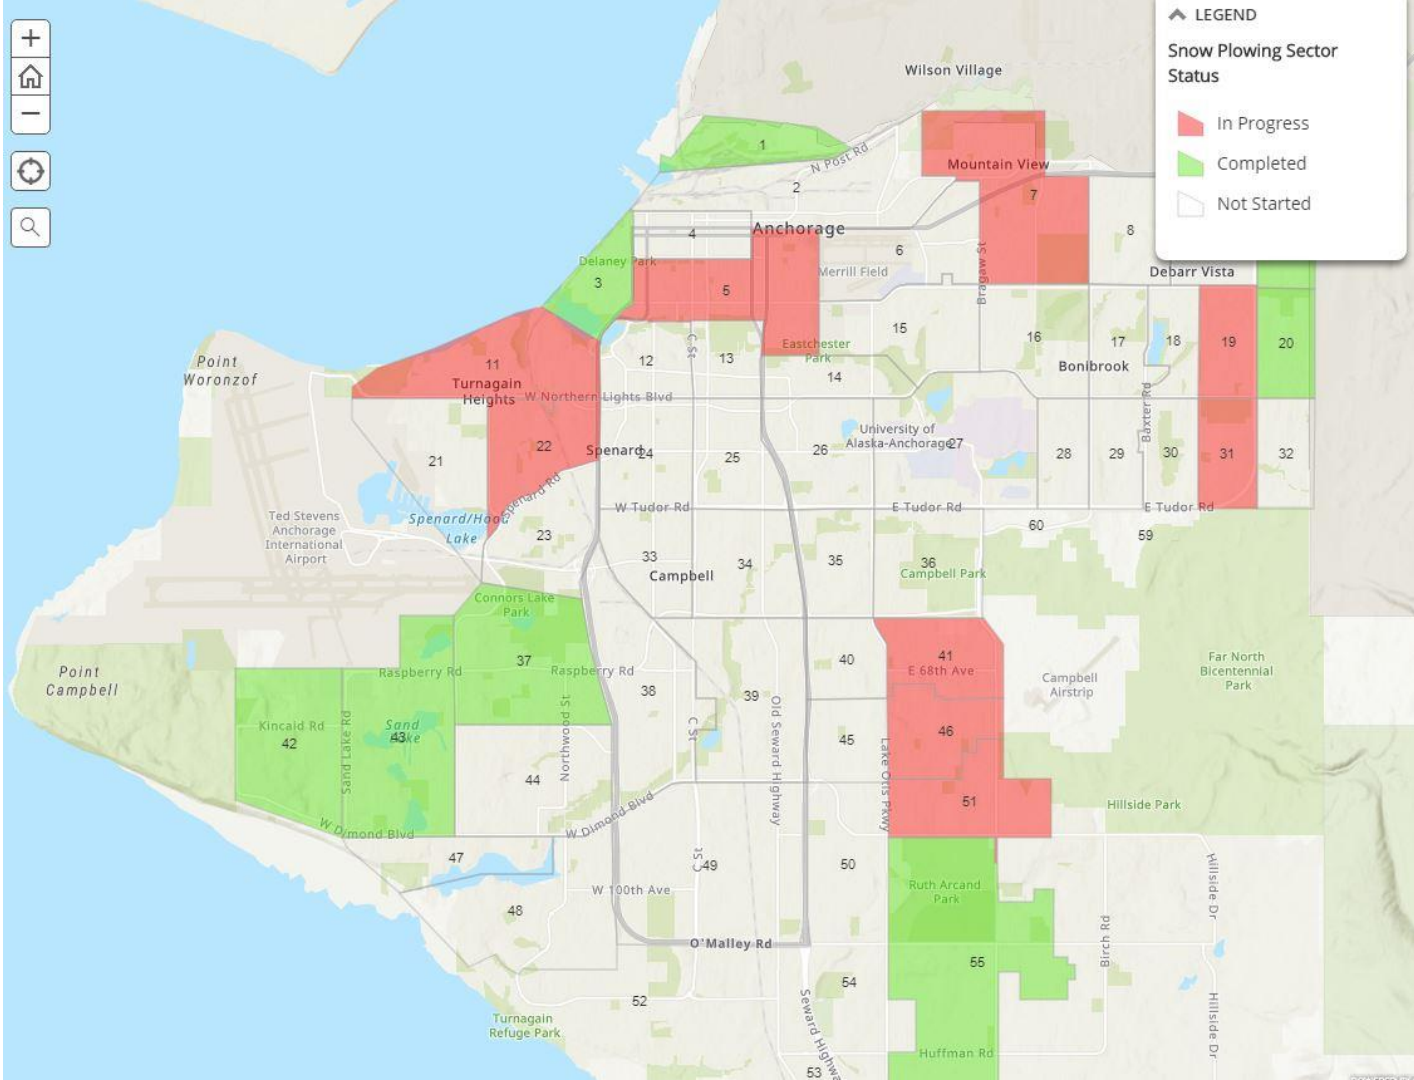 LEGEND
Snow Plowing Sector
Status
In Progress
Completed
Not Started
+
−
Wilson Village
1
N Post Rd
Mountain View
2
7
Anchorage
4
8
6
Delaney Park
Merrill Field
Bragaw St
Debarr Vista
3
5
15
16
17
18
19
20
C St
Eastchester
Park
12
13
Point
Woronzof
11
Bonibrook
14
Turnagain
Heights
W Northern Lights Blvd
Baxter Rd
University of
Alaska-Anchorage
27
22
Spenard
24
25
26
28
29
30
31
32
21
Spenard Rd
W Tudor Rd
E Tudor Rd
E Tudor Rd
Ted Stevens
Anchorage
International
Airport
Spenard/Hood
Lake
23
60
59
33
34
35
36
Campbell
Campbell Park
Connors Lake
Park
37
40
41
Raspberry Rd
Raspberry Rd
E 68th Ave
Point
Campbell
Campbell
Airstrip
Far North
Bicentennial
Park
38
39
Kincaid Rd
42
Sand Lake Rd
Sand
Lake
43
Northwood St
C St
Old Seward Highway
45
46
Lake Otis Pkwy
44
51
Hillside Park
W Dimond Blvd
W Dimond Blvd
47
C St
49
50
W 100th Ave
Ruth Arcand
Park
Hillside Dr
48
Birch Rd
O'Malley Rd
55
54
52
Turnagain
Refuge Park
Seward Highwa
Hillside Dr
Huffman Rd
53